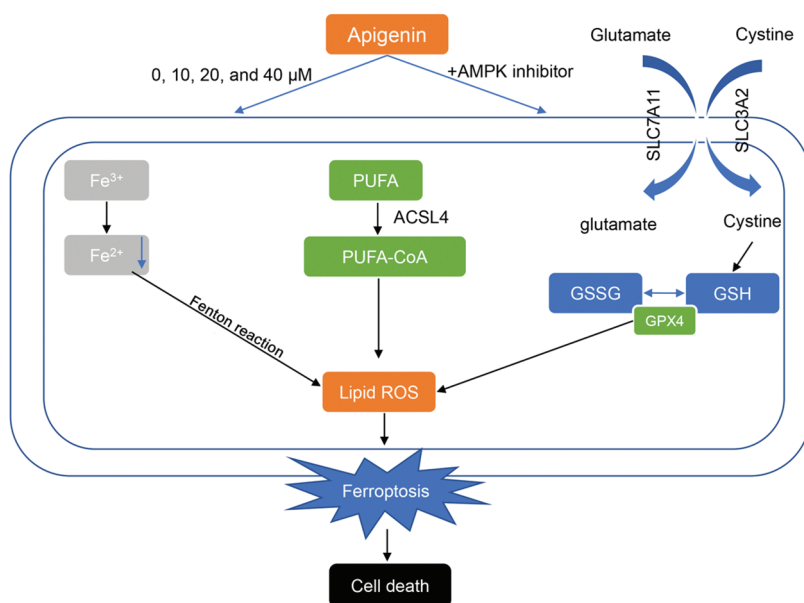 Apigenin
Glutamate
Cystine
0, 10, 20, and 40 µM
+AMPK inhibitor
SLC7A11
SLC3A2
Fe³⁺
PUFA
ACSL4
glutamate
Cystine
Fe²⁺
PUFA-CoA
GSSG
GSH
GPX4
Fenton reaction
Lipid ROS
Ferroptosis
Cell death